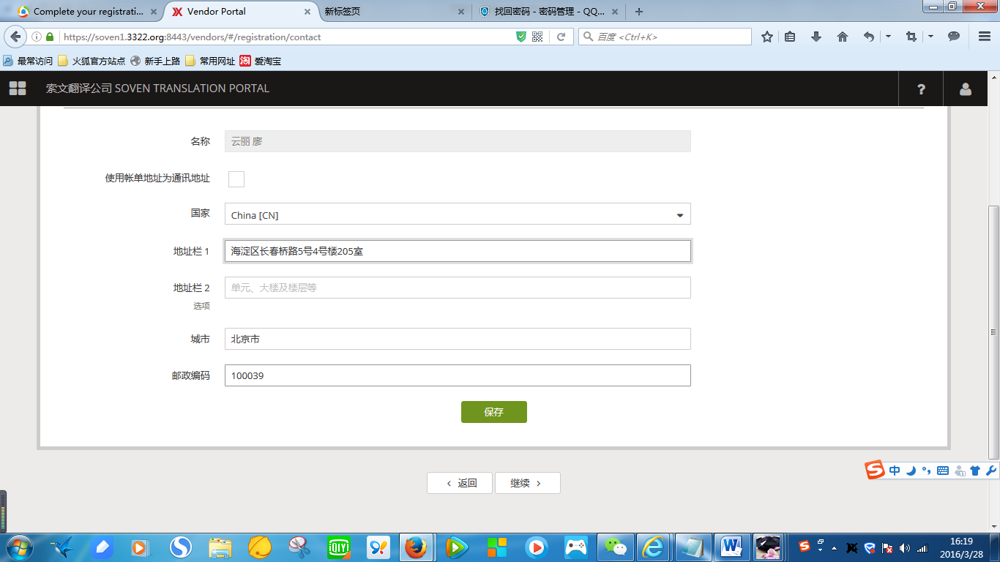 Complete your registrati...
Vendor Portal
新标签页
找回密码 - 密码管理 - QQ...
https://soven1.3322.org:8443/vendors/#/registration/contact
百度 <Ctrl+K>
最常访问 火狐官方站点 新手上路 常用网址 淘 爱淘宝
索文翻译公司 SOVEN TRANSLATION PORTAL
?
名称 云丽 廖
使用帐单地址为通讯地址
国家 China [CN]
地址栏 1 海淀区长春桥路5号4号楼205室
地址栏 2 单元、大楼及楼层等
选项
城市 北京市
邮政编码 100039
保存
中
返回 继续
iQIYI
16:19
2016/3/28